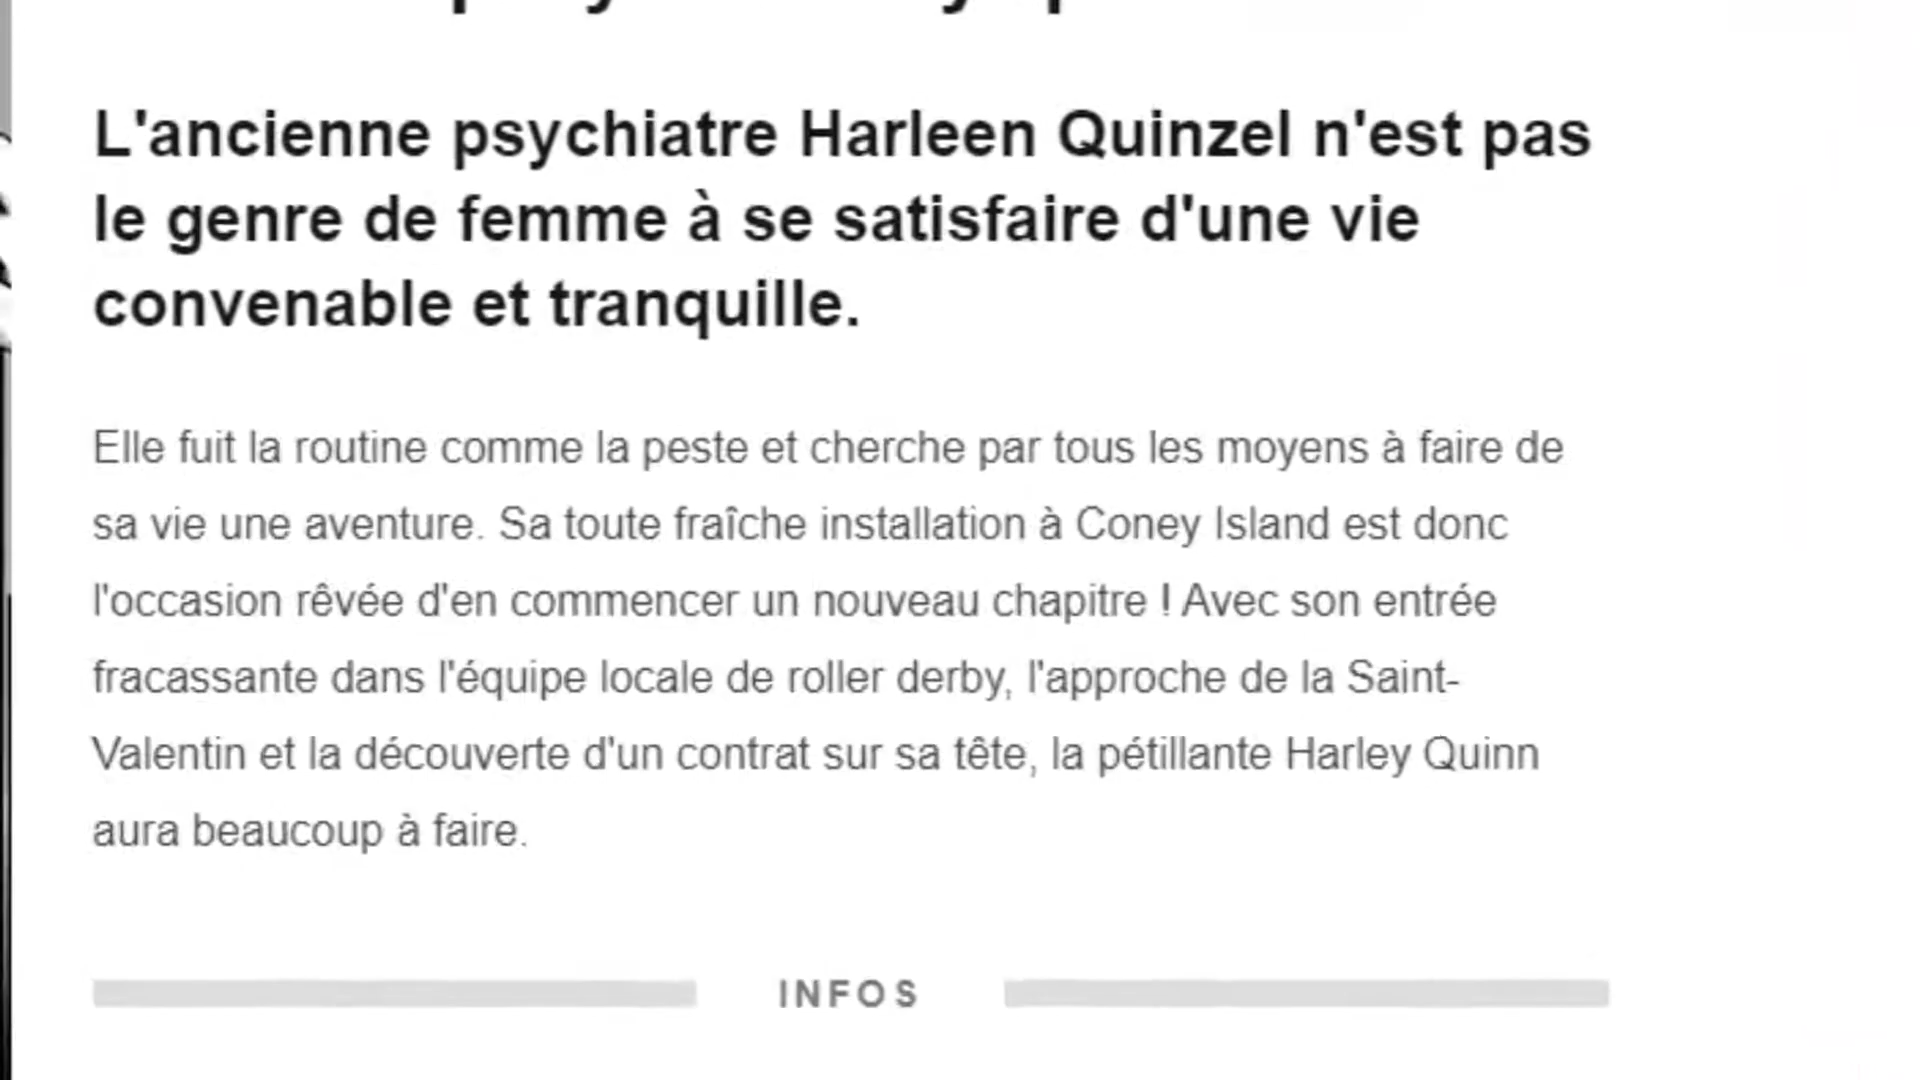 L'ancienne psychiatre Harleen Quinzel n'est pas
le genre de femme à se satisfaire d'une vie
convenable et tranquille.
Elle fuit la routine comme la peste et cherche par tous les moyens à faire de
sa vie une aventure. Sa toute fraîche installation à Coney Island est donc
l'occasion rêvée d'en commencer un nouveau chapitre ! Avec son entrée
fracassante dans l'équipe locale de roller derby, l'approche de la Saint-
Valentin et la découverte d'un contrat sur sa tête, la pétillante Harley Quinn
aura beaucoup à faire.
INFOS